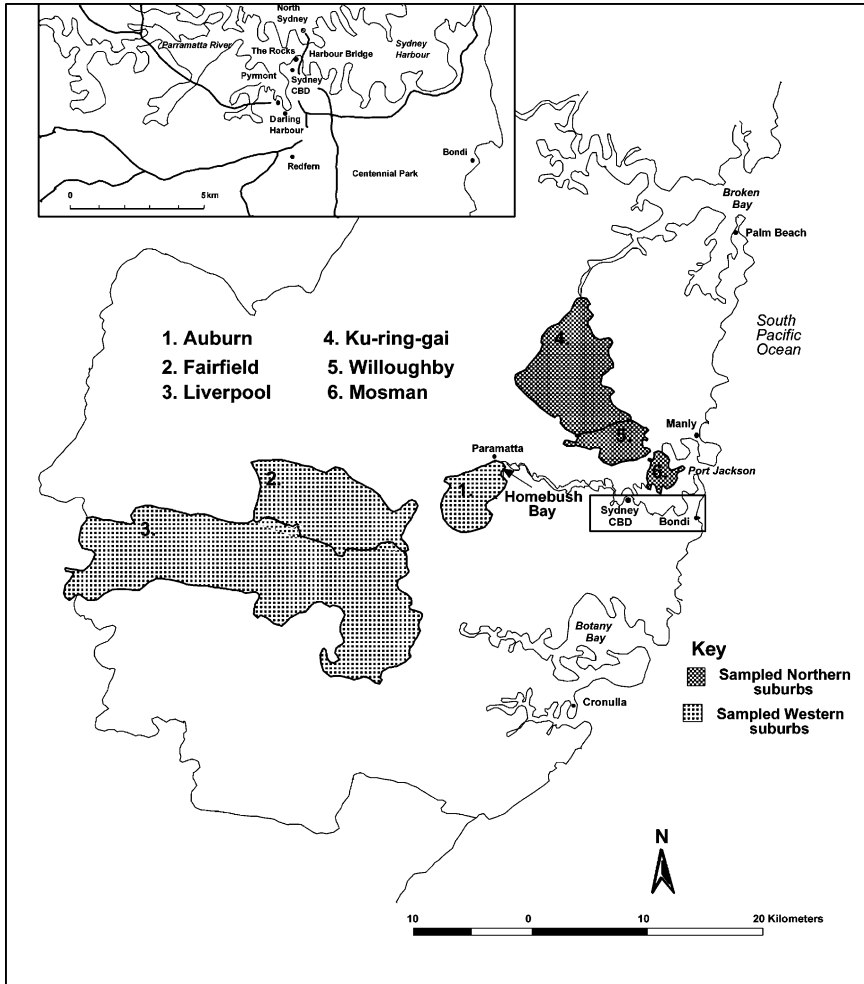 North
Sydney
Parramatta River
The Rocks
Harbour Bridge
Sydney
Harbour
Pyrmont
Sydney
CBD
Darling
Harbour
Redfern
Bondi
Centennial Park
0 5km
Broken
Bay
Palm Beach
South
Pacific
Ocean
1. Auburn
2. Fairfield
3. Liverpool
4. Ku-ring-gai
5. Willoughby
6. Mosman
4.
5.
6.
Manly
Port Jackson
Paramatta
1.
Homebush
Bay
Sydney
CBD
Bondi
2.
3.
Botany
Bay
Cronulla
Key
Sampled Northern
suburbs
Sampled Western
suburbs
N
10 0 10 20 Kilometers